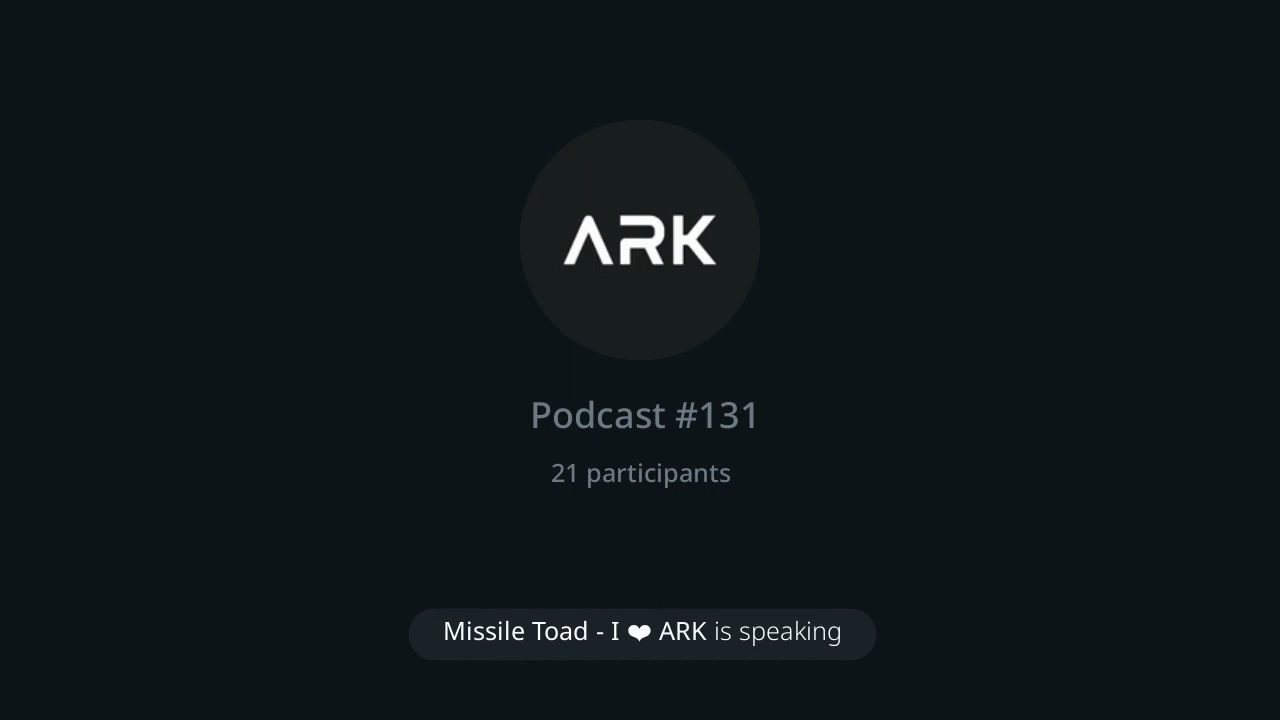 ARK
Podcast #131
21 participants
Missile Toad - I ❤ ARK is speaking